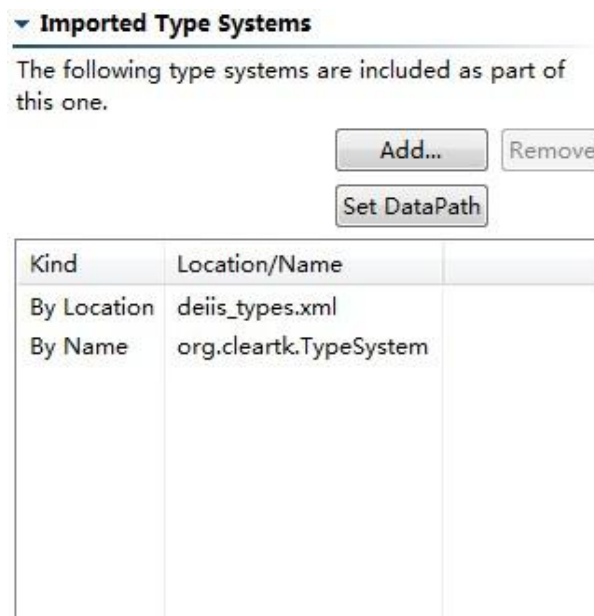 Imported Type Systems
The following type systems are included as part of
this one.
Add... Remove
Set DataPath
Kind Location/Name
By Location deiis_types.xml
By Name org.cleartk.TypeSystem